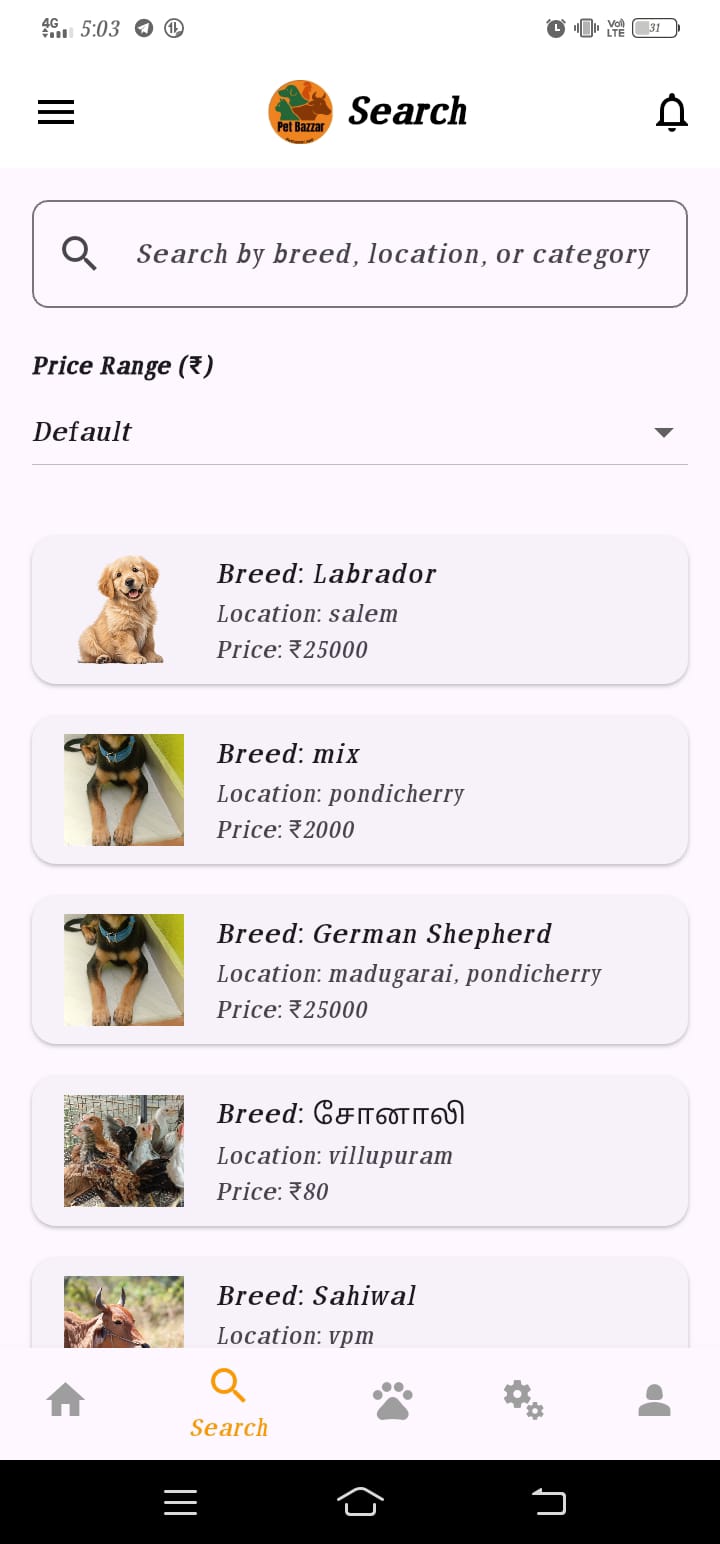 4G 5:03 Vo) LTE 31
Pet Bazzar
Search
Search by breed, location, or category
Price Range (₹)
Default
Breed: Labrador
Location: salem
Price: ₹25000
Breed: mix
Location: pondicherry
Price: ₹2000
Breed: German Shepherd
Location: madugarai, pondicherry
Price: ₹25000
Breed: சோனாலி
Location: villupuram
Price: ₹80
Breed: Sahiwal
Location: vpm
Search